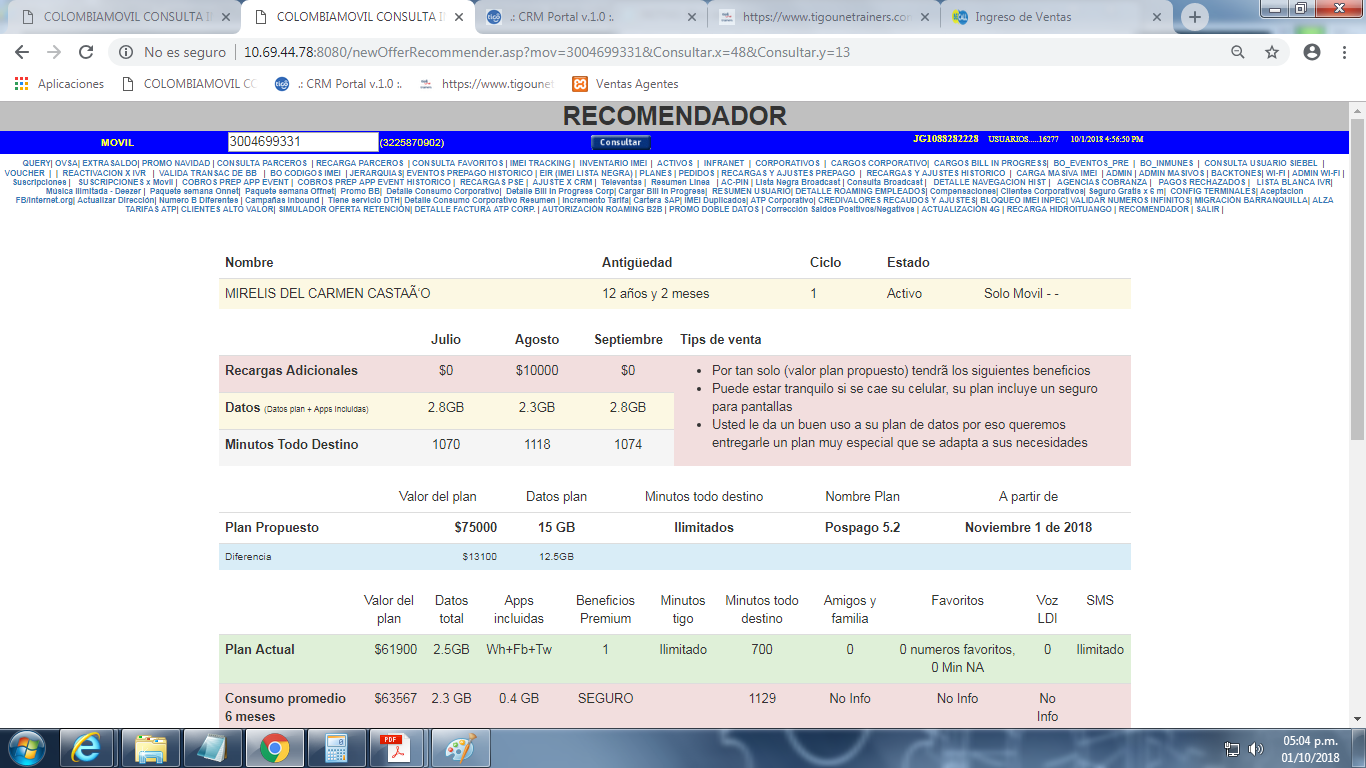 COLOMBIAMOVIL CONSULTA I
COLOMBIAMOVIL CONSULTA I
.: CRM Portal v.1.0 :.
https://www.tigounetrainers.com
Ingreso de Ventas
No es seguro | 10.69.44.78:8080/newOfferRecommender.asp?mov=3004699331&Consultar.x=48&Consultar.y=13
Aplicaciones
COLOMBIAMOVIL CO
.: CRM Portal v.1.0 :.
https://www.tigounet
Ventas Agentes
RECOMENDADOR
MOVIL 3004699331 (3225870902) Consultar JG1088282228 USUARIOS.....16277 10/1/2018 4:56:50 PM
QUERY| OVSA| EXTRASALDO| PROMO NAVIDAD | CONSULTA PARCEROS | RECARGA PARCEROS | CONSULTA FAVORITOS | IMEI TRACKING | INVENTARIO IMEI | ACTIVOS | INFRANET | CORPORATIVOS | CARGOS CORPORATIVO| CARGOS BILL IN PROGRESS| BO_EVENTOS_PRE | BO_INMUNES | CONSULTA USUARIO SIEBEL |
VOUCHER | | REACTIVACION X IVR | VALIDA TRANSAC DE BB | BO CODIGOS IMEI | JERARQUIAS| EVENTOS PREPAGO HISTORICO | EIR (IMEI LISTA NEGRA) | PLANES | PEDIDOS | RECARGAS Y AJUSTES PREPAGO | RECARGAS Y AJUSTES HISTORICO | CARGA MASIVA IMEI | ADMIN | ADMIN MASIVOS | BACKTONES| WI-FI | ADMIN WI-FI |
Suscripciones | SUSCRIPCIONES x Movil | COBROS PREP APP EVENT | COBROS PREP APP EVENT HISTORICO | RECARGAS PSE | AJUSTE X CRM | Televentas | Resumen Linea | AC-PIN | Lista Negra Broadcast | Consulta Broadcast | DETALLE NAVEGACION HIST | AGENCIAS COBRANZA | PAGOS RECHAZADOS | LISTA BLANCA IVR|
Musica Ilimitada - Deezer | Paquete semana Onnet| Paquete semana Offnet| Promo BB| Detalle Consumo Corporativo| Detalle Bill In Progress Corp| Cargar Bill In Progress| RESUMEN USUARIO| DETALLE ROAMING EMPLEADOS| Compensaciones| Clientes Corporativos| Seguro Gratis x 6 m| CONFIG TERMINALES| Aceptacion
FB/Internet.org| Actualizar Dirección| Numero B Diferentes | Campañas Inbound | Tiene servicio DTH| Detalle Consumo Corporativo Resumen | Incremento Tarifa| Cartera SAP| IMEI Duplicados| ATP Corporativo| CREDIVALORES RECAUDOS Y AJUSTES| BLOQUEO IMEI INPEC| VALIDAR NUMEROS INFINITOS| MIGRACIÓN BARRANQUILLA| ALZA
TARIFAS ATP| CLIENTES ALTO VALOR| SIMULADOR OFERTA RETENCIÓN| DETALLE FACTURA ATP CORP. | AUTORIZACIÓN ROAMING B2B | PROMO DOBLE DATOS | Corrección Saldos Positivos/Negativos | ACTUALIZACIÓN 4G | RECARGA HIDROITUANGO | RECOMENDADOR | SALIR |
Nombre Antigüedad Ciclo Estado
MIRELIS DEL CARMEN CASTAÃ‘O 12 años y 2 meses 1 Activo Solo Movil - -
Julio Agosto Septiembre Tips de venta
Recargas Adicionales $0 $10000 $0
Datos (Datos plan + Apps incluidas) 2.8GB 2.3GB 2.8GB
Minutos Todo Destino 1070 1118 1074
Por tan solo (valor plan propuesto) tendrã los siguientes beneficios
Puede estar tranquilo si se cae su celular, su plan incluye un seguro
para pantallas
Usted le da un buen uso a su plan de datos por eso queremos
entregarle un plan muy especial que se adapta a sus necesidades
Valor del plan Datos plan Minutos todo destino Nombre Plan A partir de
Plan Propuesto $75000 15 GB Ilimitados Pospago 5.2 Noviembre 1 de 2018
Diferencia $13100 12.5GB
Valor del plan Datos total Apps incluidas Beneficios Premium Minutos tigo Minutos todo destino Amigos y familia Favoritos Voz LDI SMS
Plan Actual $61900 2.5GB Wh+Fb+Tw 1 Ilimitado 700 0 0 numeros favoritos, 0 Min NA 0 Ilimitado
Consumo promedio 6 meses $63567 2.3 GB 0.4 GB SEGURO 1129 No Info No Info No Info
PDF
05:04 p.m.
01/10/2018